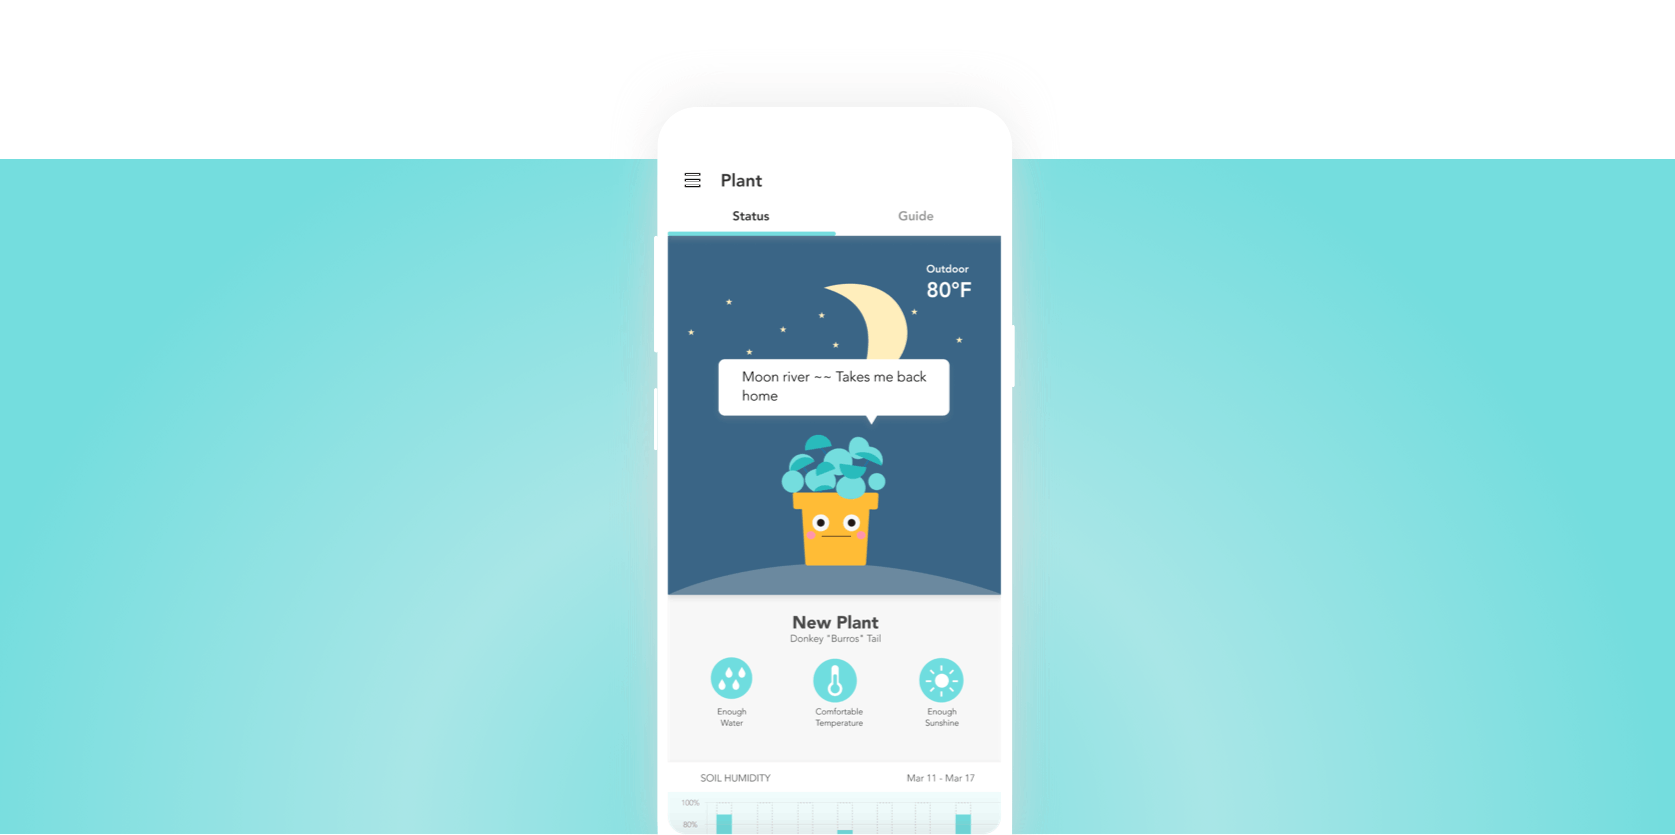 Plant
Status
Guide
Outdoor
80°F
Moon river ~~ Takes me back
home
New Plant
Donkey "Burros" Tail
Enough
Water
Comfortable
Temperature
Enough
Sunshine
SOIL HUMIDITY
Mar 11 - Mar 17
100%
80%